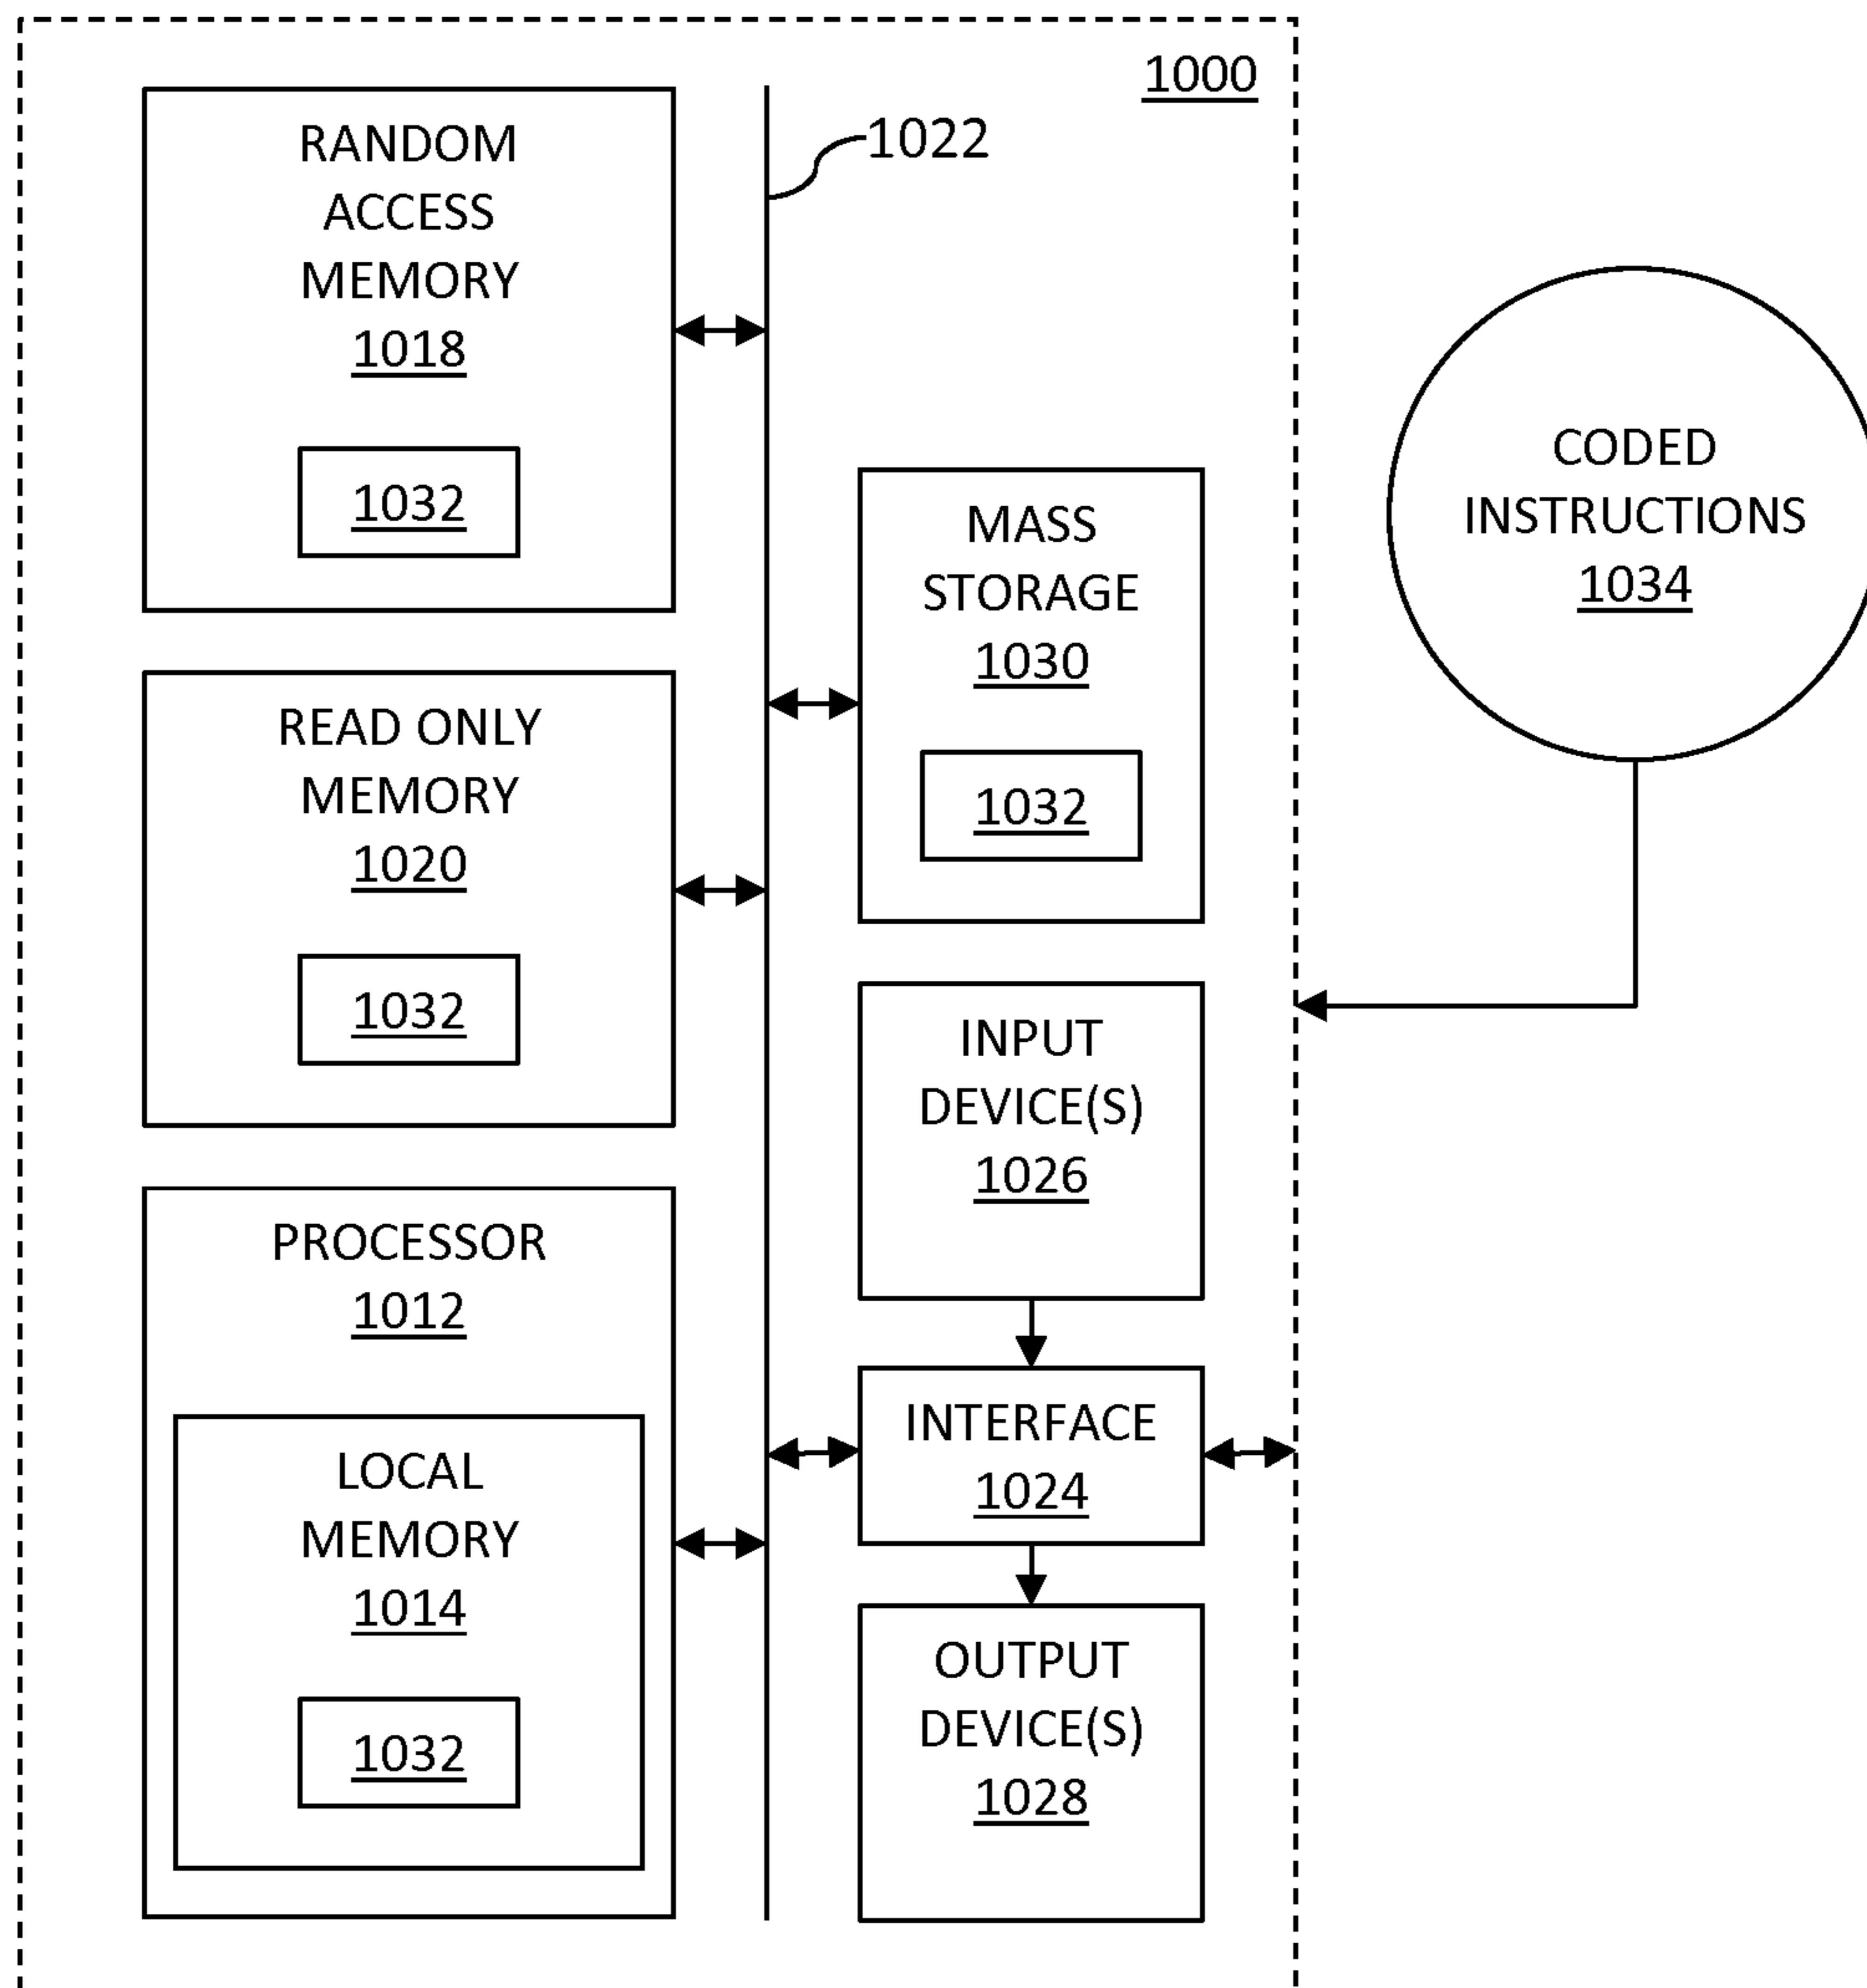 1000
1022
RANDOM
ACCESS
MEMORY
1018
1032
READ ONLY
MEMORY
1020
1032
PROCESSOR
1012
LOCAL
MEMORY
1014
1032
MASS
STORAGE
1030
1032
INPUT
DEVICE(S)
1026
INTERFACE
1024
OUTPUT
DEVICE(S)
1028
CODED
INSTRUCTIONS
1034